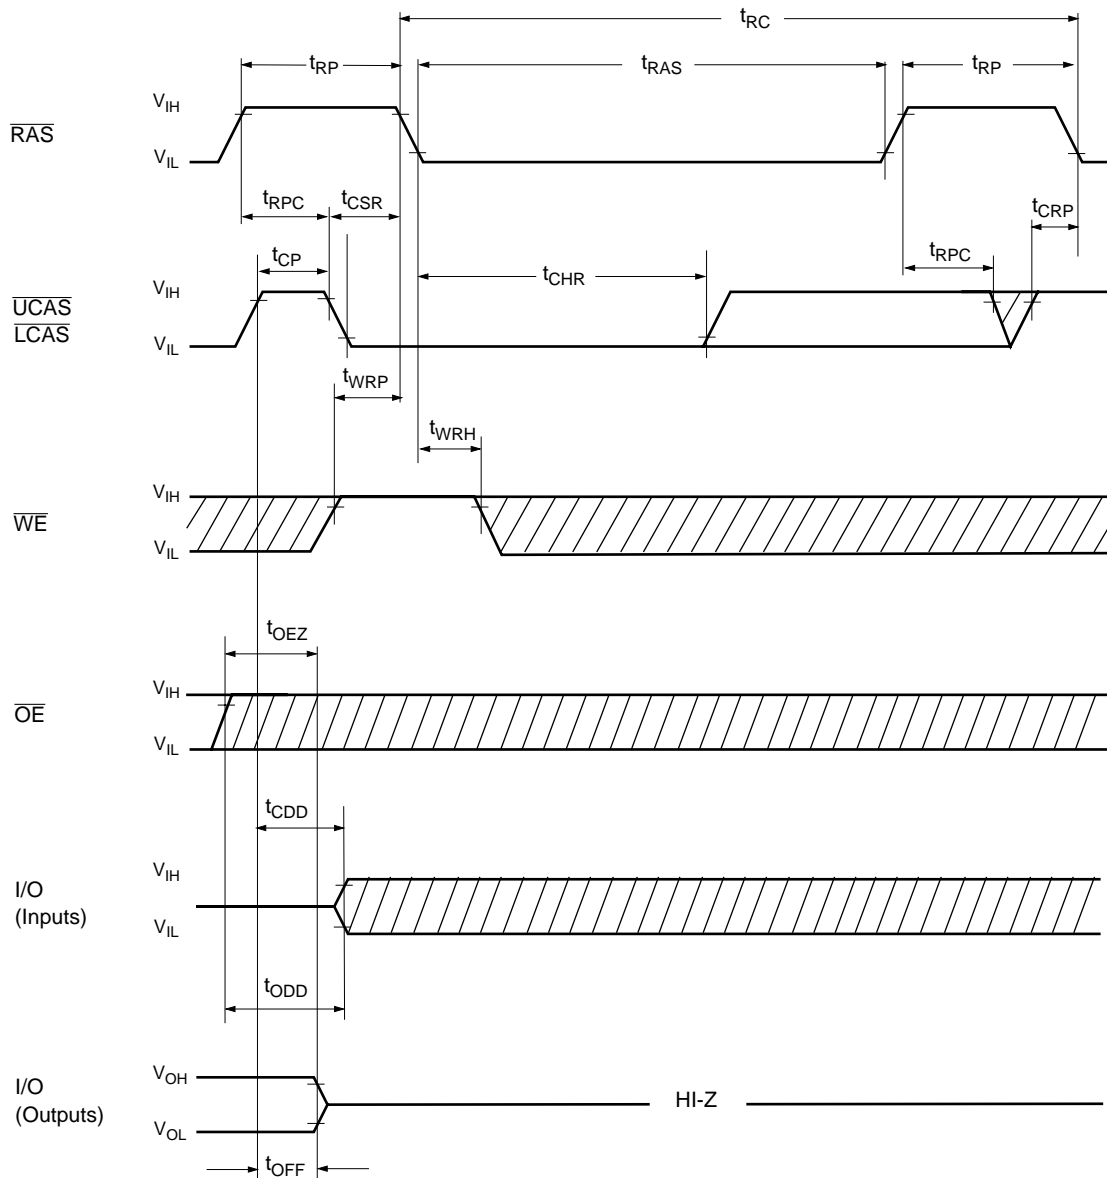 tRC
tRP
tRAS
tRP
RAS
VIH
VIL
tRPC
tCSR
tCRP
tCP
tCHR
tRPC
UCAS
LCAS
VIH
VIL
tWRP
tWRH
WE
VIH
VIL
tOEZ
OE
VIH
VIL
tCDD
I/O
(Inputs)
VIH
VIL
tODD
I/O
(Outputs)
VOH
VOL
HI-Z
tOFF